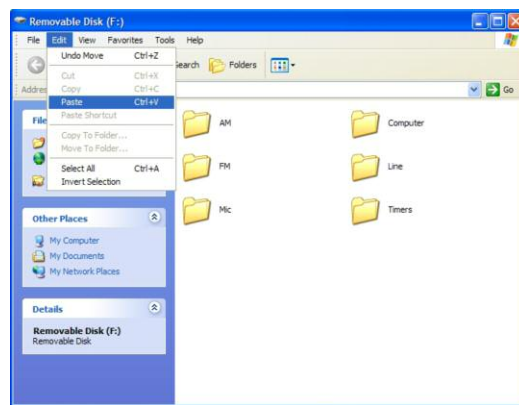 Removable Disk (F:)
File Edit View Favorites Tools Help
Undo Move Ctrl+Z
Cut Ctrl+X
Copy Ctrl+C
Paste Ctrl+V
Paste Shortcut
Copy To Folder...
Move To Folder...
Select All Ctrl+A
Invert Selection
Search Folders
Addres
Go
File
AM
Computer
FM
Line
Mic
Timers
Other Places
My Computer
My Documents
My Network Places
Details
Removable Disk (F:)
Removable Disk